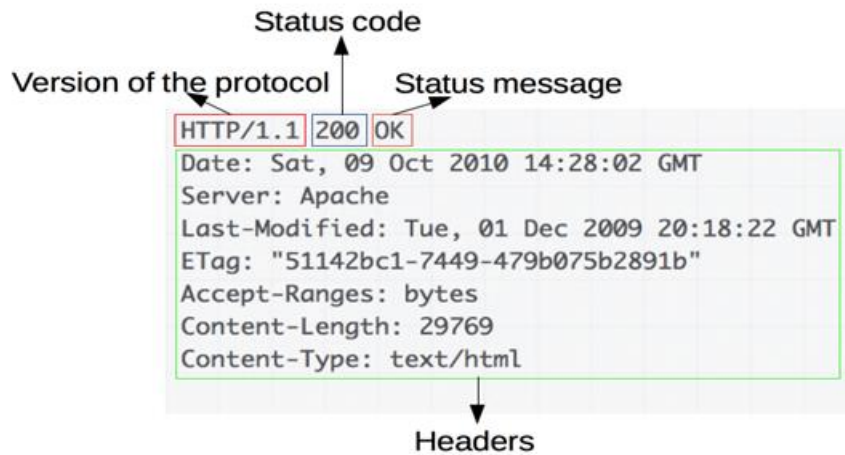 Status code
Version of the protocol
Status message
HTTP/1.1 200 OK
Date: Sat, 09 Oct 2010 14:28:02 GMT
Server: Apache
Last-Modified: Tue, 01 Dec 2009 20:18:22 GMT
ETag: "51142bc1-7449-479b075b2891b"
Accept-Ranges: bytes
Content-Length: 29769
Content-Type: text/html
Headers